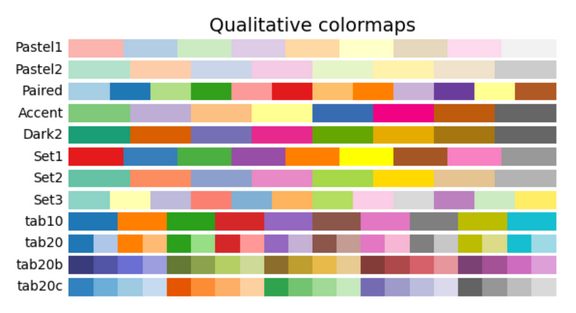 Qualitative colormaps
Pastel1
Pastel2
Paired
Accent
Dark2
Set1
Set2
Set3
tab10
tab20
tab20b
tab20c